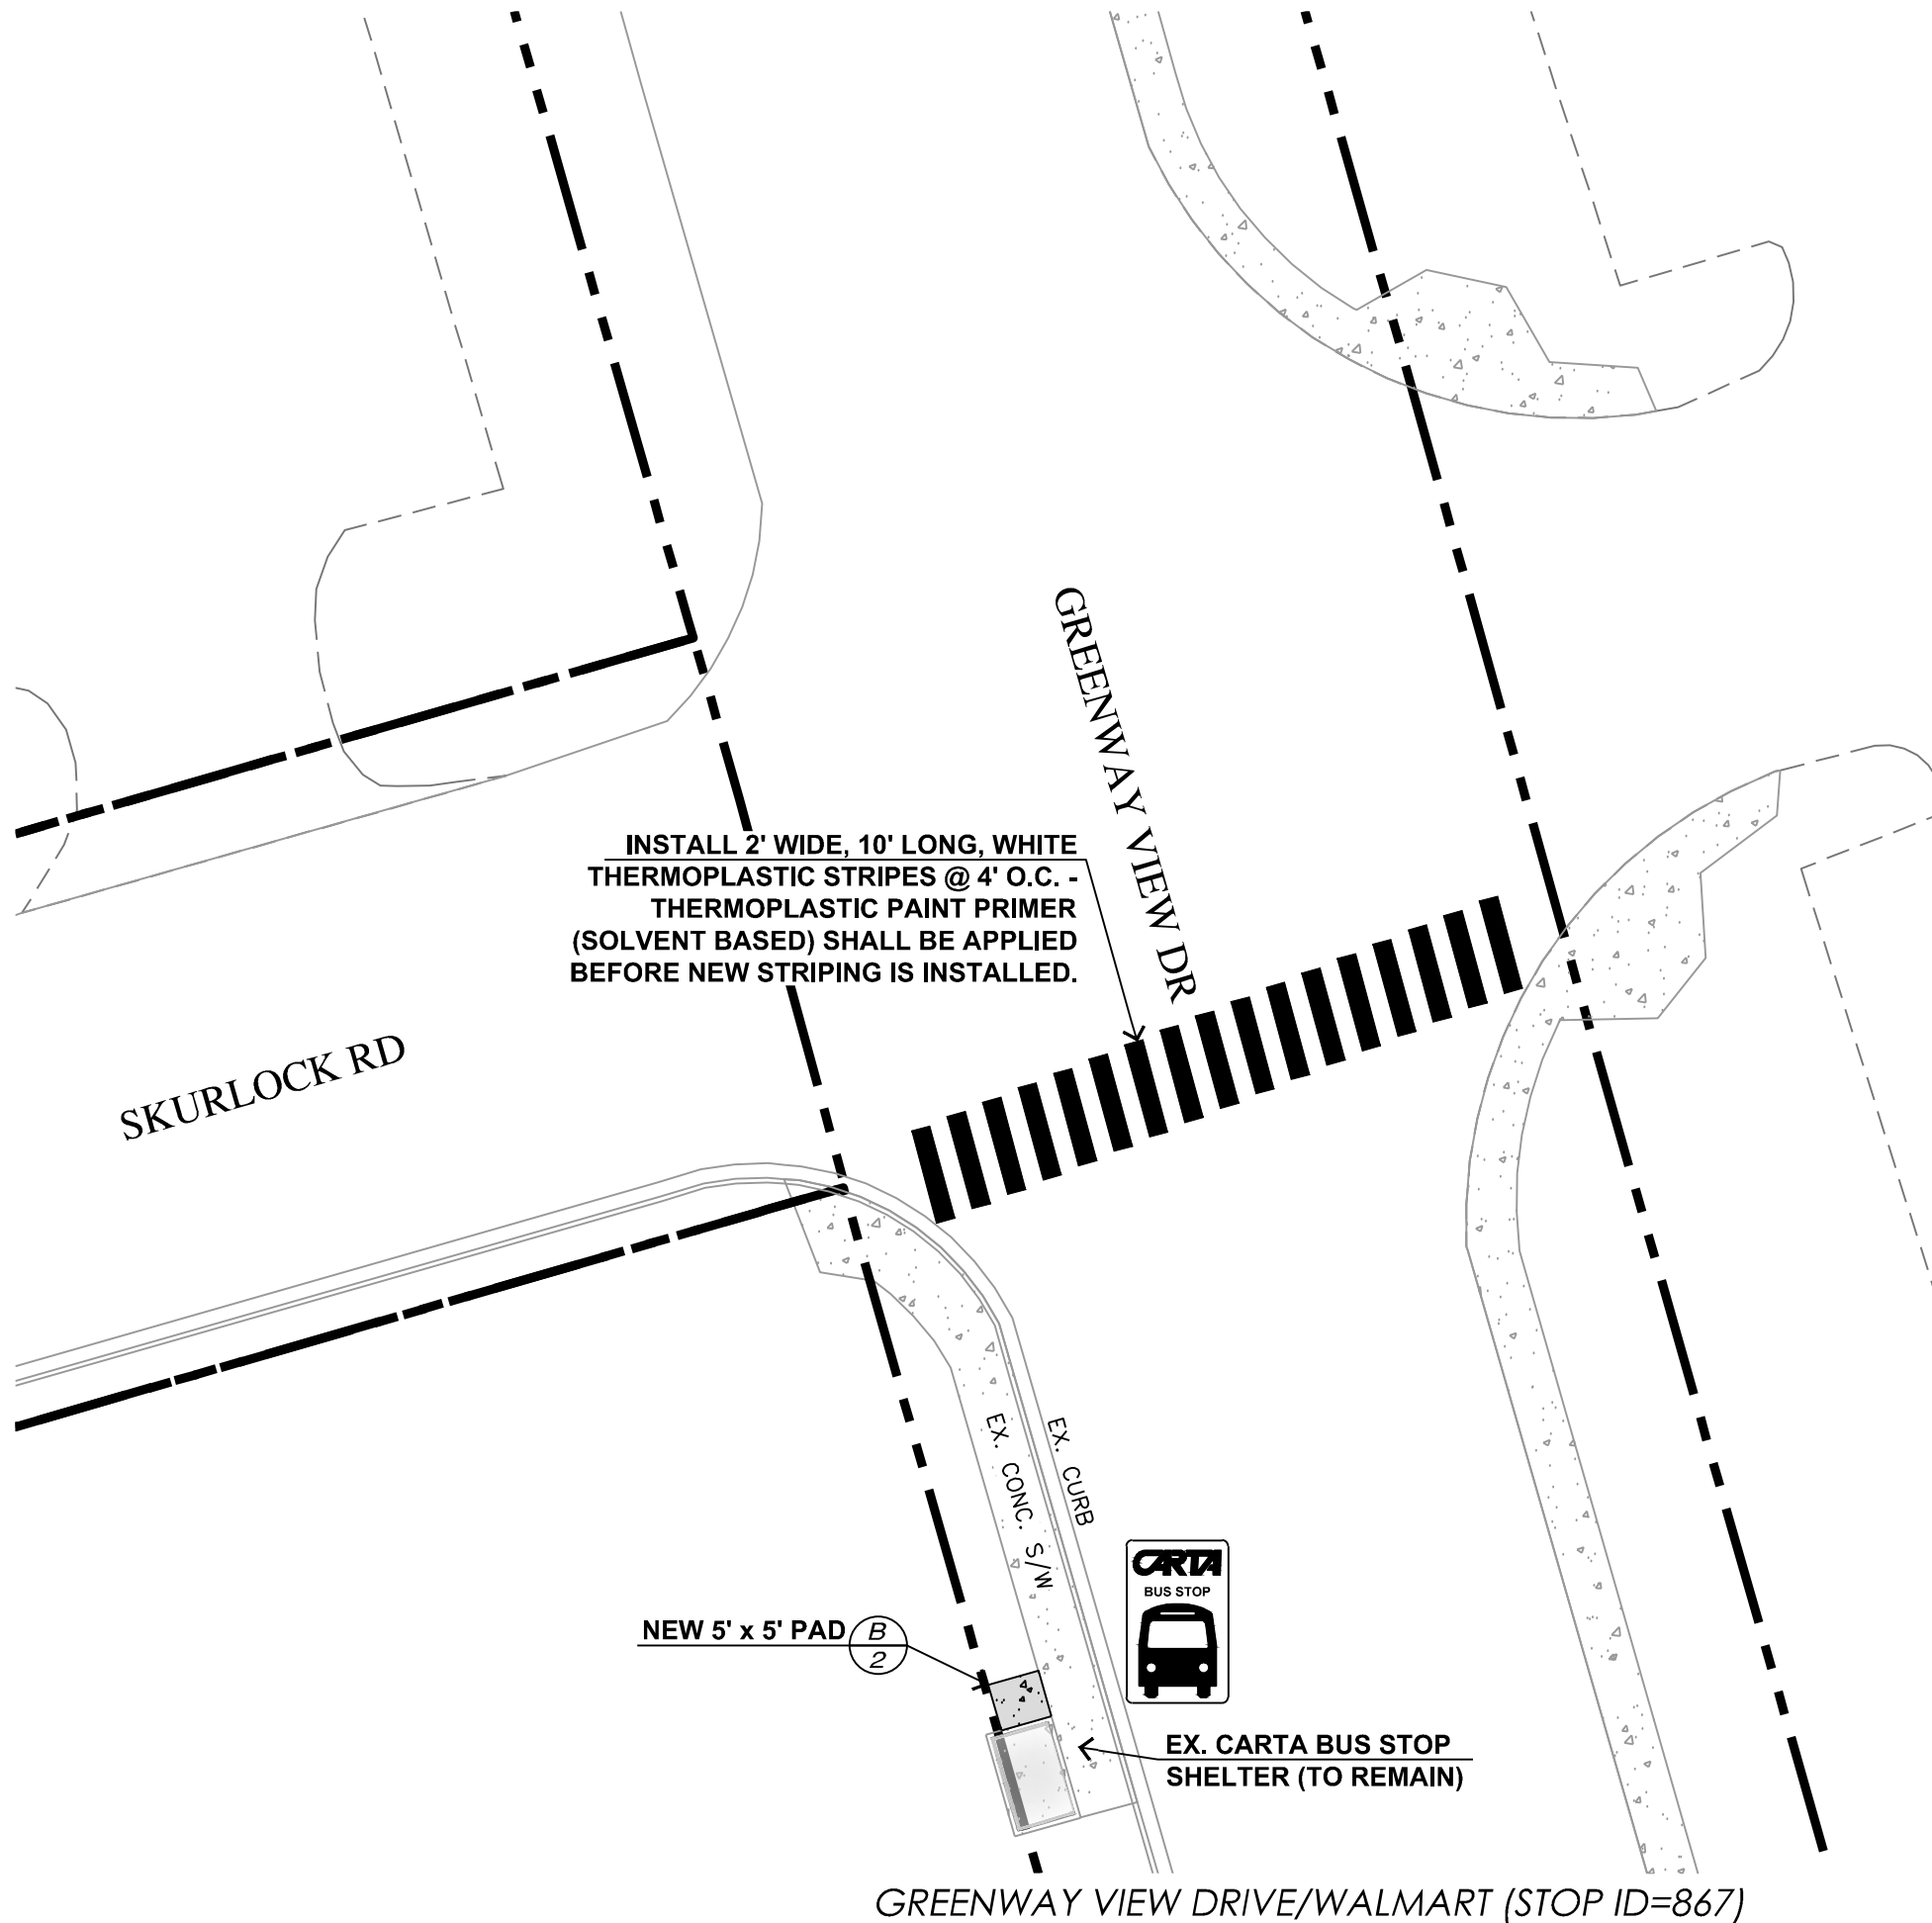 GREENWAY VIEW DR
INSTALL 2' WIDE, 10' LONG, WHITE
THERMOPLASTIC STRIPES @ 4' O.C. -
THERMOPLASTIC PAINT PRIMER
(SOLVENT BASED) SHALL BE APPLIED
BEFORE NEW STRIPING IS INSTALLED.
SKURLOCK RD
EX. CONC. S/W
EX. CURB
CARTA
BUS STOP
NEW 5' x 5' PAD
B
2
EX. CARTA BUS STOP
SHELTER (TO REMAIN)
GREENWAY VIEW DRIVE/WALMART (STOP ID=867)